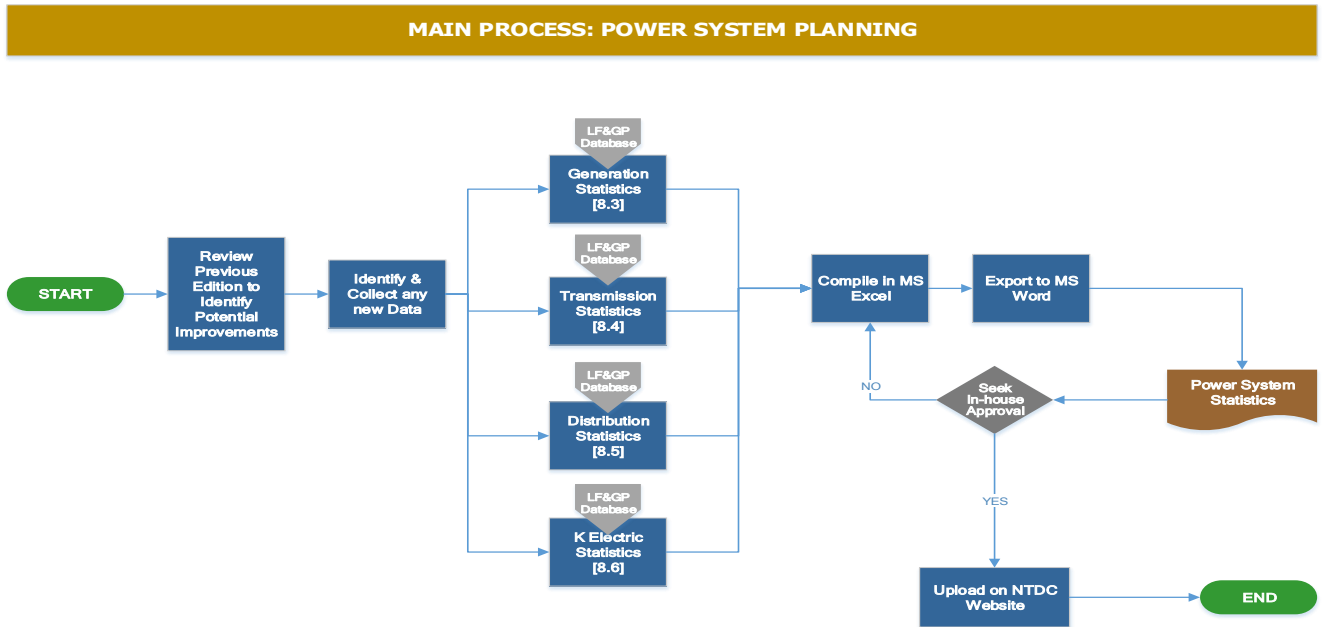 MAIN PROCESS: POWER SYSTEM PLANNING
START
Review
Previous
Edition to
Identify
Potential
Improvements
Identify &
Collect any
new Data
LF&GP
Database
Generation
Statistics
[8.3]
LF&GP
Database
Transmission
Statistics
[8.4]
LF&GP
Database
Distribution
Statistics
[8.5]
LF&GP
Database
K Electric
Statistics
[8.6]
Compile in MS
Excel
Export to MS
Word
Power System
Statistics
Seek
In-house
Approval
NO
YES
Upload on NTDC
Website
END